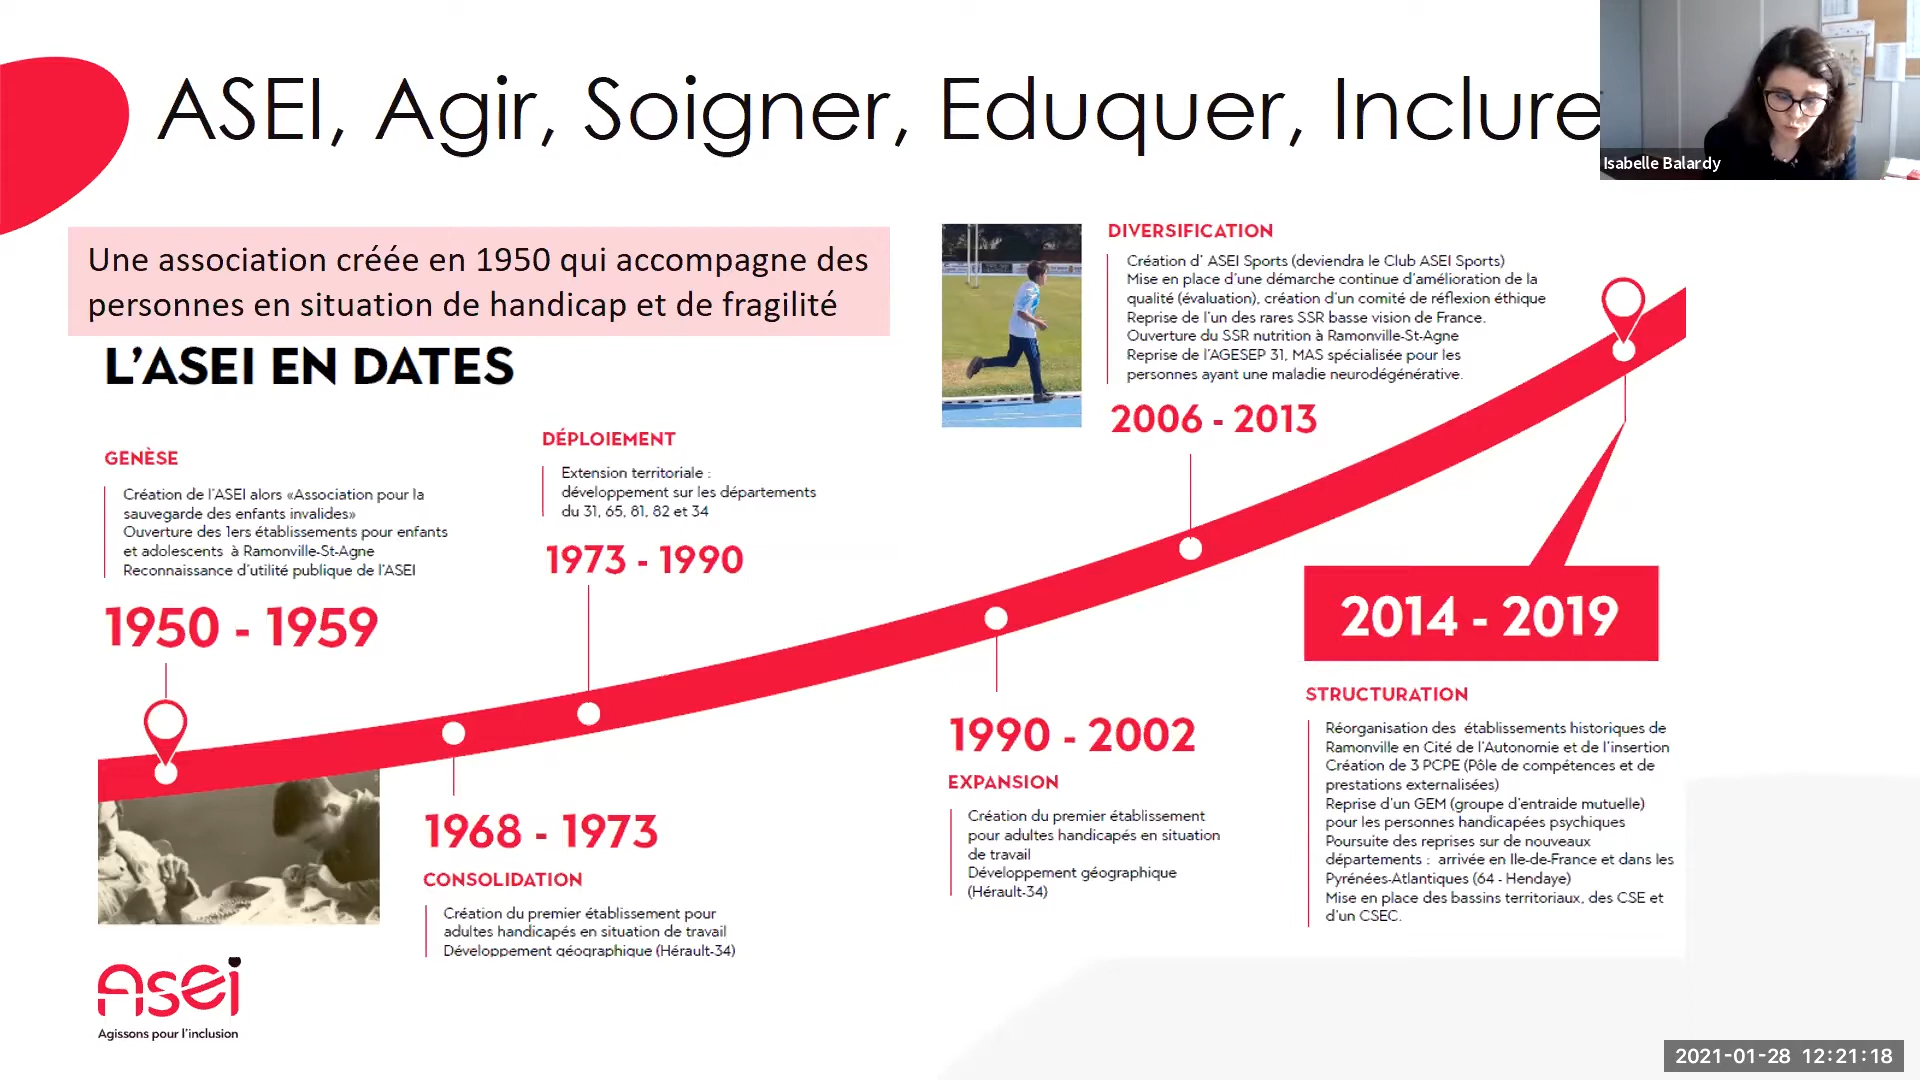 ASEI, Agir, Soigner, Eduquer, Inclure
Isabelle Balardy
Une association créée en 1950 qui accompagne des
personnes en situation de handicap et de fragilité
L'ASEI EN DATES
GENÈSE
Création de l'ASEI alors «Association pour la
sauvegarde des enfants invalides»
Ouverture des 1ers établissements pour enfants
et adolescents à Ramonville-St-Agne
Reconnaissance d'utilité publique de l'ASEI
1950 - 1959
DÉPLOIEMENT
Extension territoriale :
développement sur les départements
du 31, 65, 81, 82 et 34
1973 - 1990
DIVERSIFICATION
Création d' ASEI Sports (deviendra le Club ASEI Sports)
Mise en place d'une démarche continue d'amélioration de la
qualité (évaluation), création d'un comité de réflexion éthique
Reprise de l'un des rares SSR basse vision de France.
Ouverture du SSR nutrition à Ramonville-St-Agne
Reprise de l'AGESEP 31, MAS spécialisée pour les
personnes ayant une maladie neurodégénérative.
2006 - 2013
1968 - 1973
CONSOLIDATION
Création du premier établissement pour
adultes handicapés en situation de travail
Développement géographique (Hérault-34)
1990 - 2002
EXPANSION
Création du premier établissement
pour adultes handicapés en situation
de travail
Développement géographique
(Hérault-34)
2014 - 2019
STRUCTURATION
Réorganisation des établissements historiques de
Ramonville en Cité de l'Autonomie et de l'insertion
Création de 3 PCPE (Pôle de compétences et de
prestations externalisées)
Reprise d'un GEM (groupe d'entraide mutuelle)
pour les personnes handicapées psychiques
Poursuite des reprises sur de nouveaux
départements : arrivée en Ile-de-France et dans les
Pyrénées-Atlantiques (64 - Hendaye)
Mise en place des bassins territoriaux, des CSE et
d'un CSEC.
Asei
Agissons pour l'inclusion
2021-01-28 12:21:18